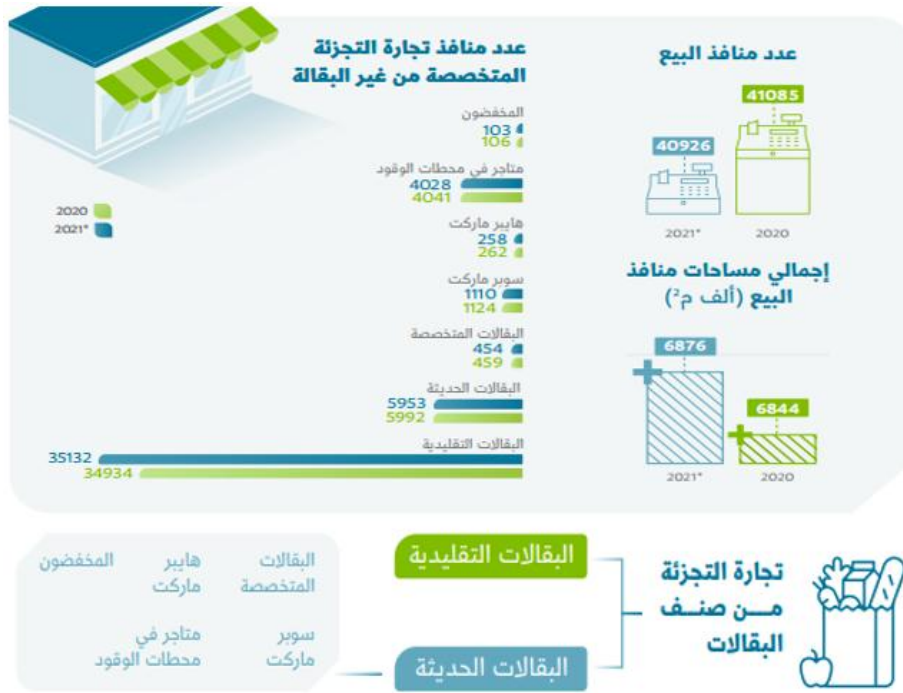 عدد منافذ البيع
41085
40926
2021*
2020
إجمالي مساحات منافذ
البيع (ألف م²)
6876
6844
2021*
2020
عدد منافذ تجارة التجزئة
المتخصصة من غير البقالة
المخفضون
103
106
متاجر في محطات الوقود
4028
4041
هايبر ماركت
258
262
سوبر ماركت
1110
1124
البقالات المتخصصة
454
459
البقالات الحديثة
5953
5992
البقالات التقليدية
35132
34934
2020
2021*
تجارة التجزئة
مــن صنــف
البقالات
البقالات التقليدية
البقالات الحديثة
البقالات
المتخصصة
هايبر
ماركت
المخفضون
سوبر
ماركت
متاجر في
محطات الوقود